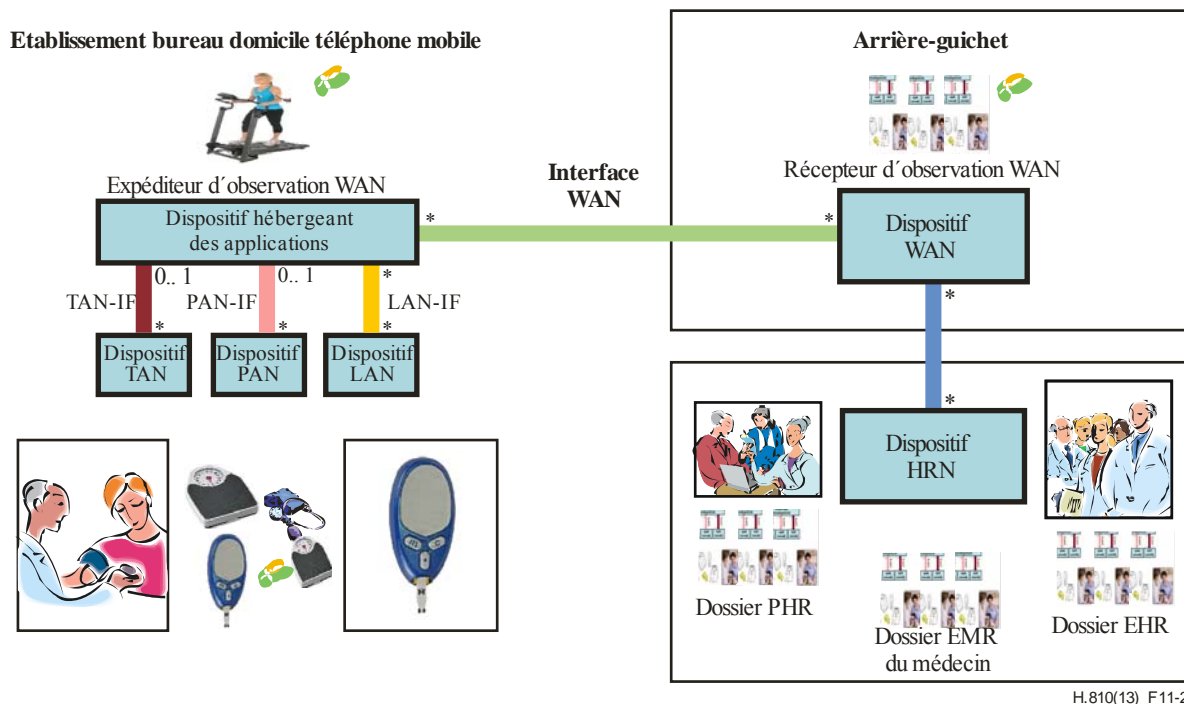 Etablissement bureau domicile téléphone mobile
Arrière-guichet
Expéditeur d´observation WAN
Interface
WAN
Récepteur d´observation WAN
Dispositif hébergeant
des applications
*
*
Dispositif
WAN
0.. 1
0.. 1
*
*
TAN-IF
PAN-IF
LAN-IF
*
*
*
*
Dispositif
TAN
Dispositif
PAN
Dispositif
LAN
Dispositif
HRN
Dossier PHR
Dossier EMR
du médecin
Dossier EHR
H.810(13)_F11-2